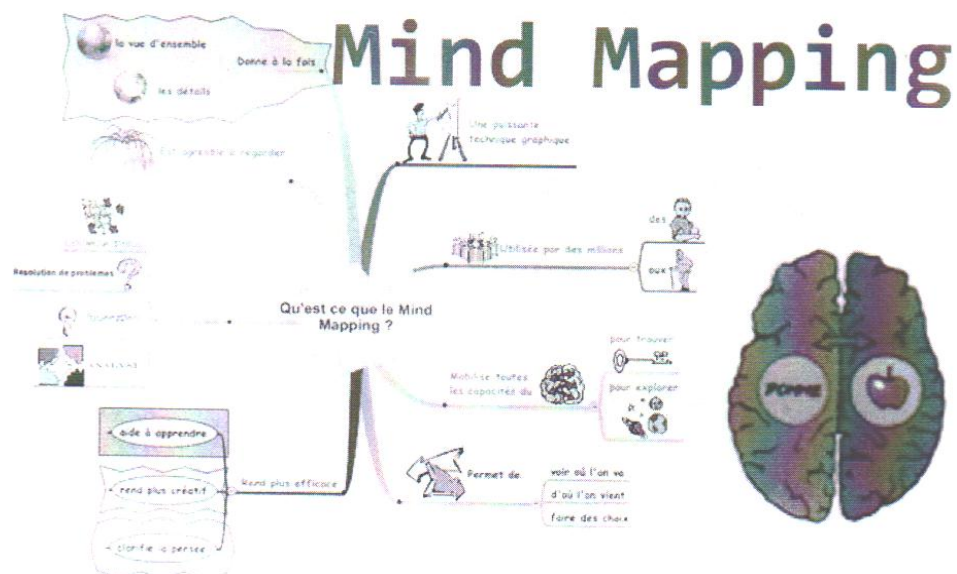 Mind Mapping
la vue d'ensemble
Donne à la fois
les détails
Est agréable à regarder
Résolution de problèmes
Qu'est ce que le Mind
Mapping ?
Une puissante
technique graphique
Utilisée par des millions
des
aux
Mobilise toutes
les capacités du
pour trouver
pour explorer
Permet de
voir où l'on va
d'où l'on vient
faire des choix
Rend plus efficace
aide à apprendre
rend plus créatif
clarifie la pensée
POMME